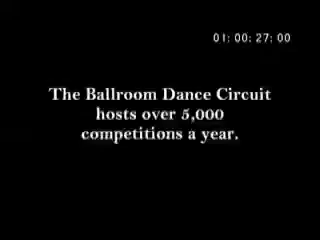 01: 00: 27: 00
The Ballroom Dance Circuit
hosts over 5,000
competitions a year.